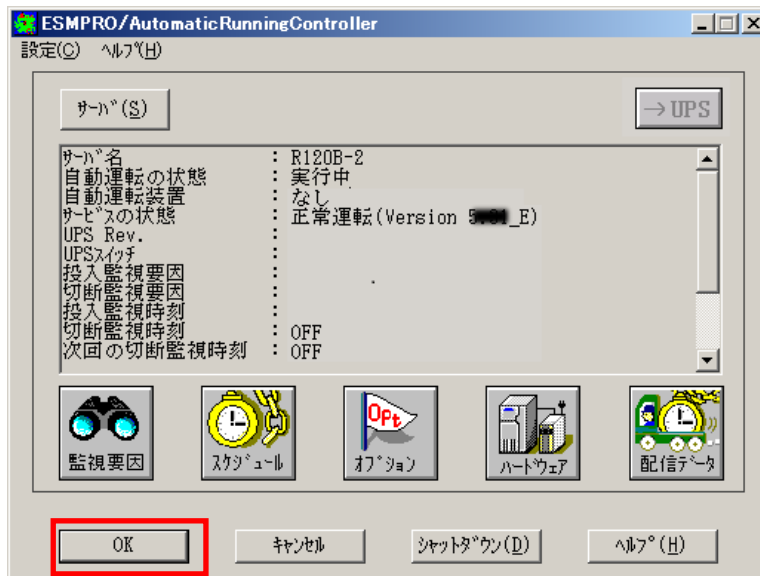 ESMPRO/AutomaticRunningController
設定(C) ヘルプ(H)
サーバ(S)
→UPS
サーバ名 : R120B-2
自動運転の状態 : 実行中
自動運転装置 : なし
サービスの状態 : 正常運転(Version _E)
UPS Rev. :
UPSスイッチ :
投入監視要因 :
切断監視要因 :
投入監視時刻 :
切断監視時刻 : OFF
次回の切断監視時刻 : OFF
Opt
監視要因
スケジュール
オプション
ハードウェア
配信データ
OK
キャンセル
シャットダウン(D)
ヘルプ(H)